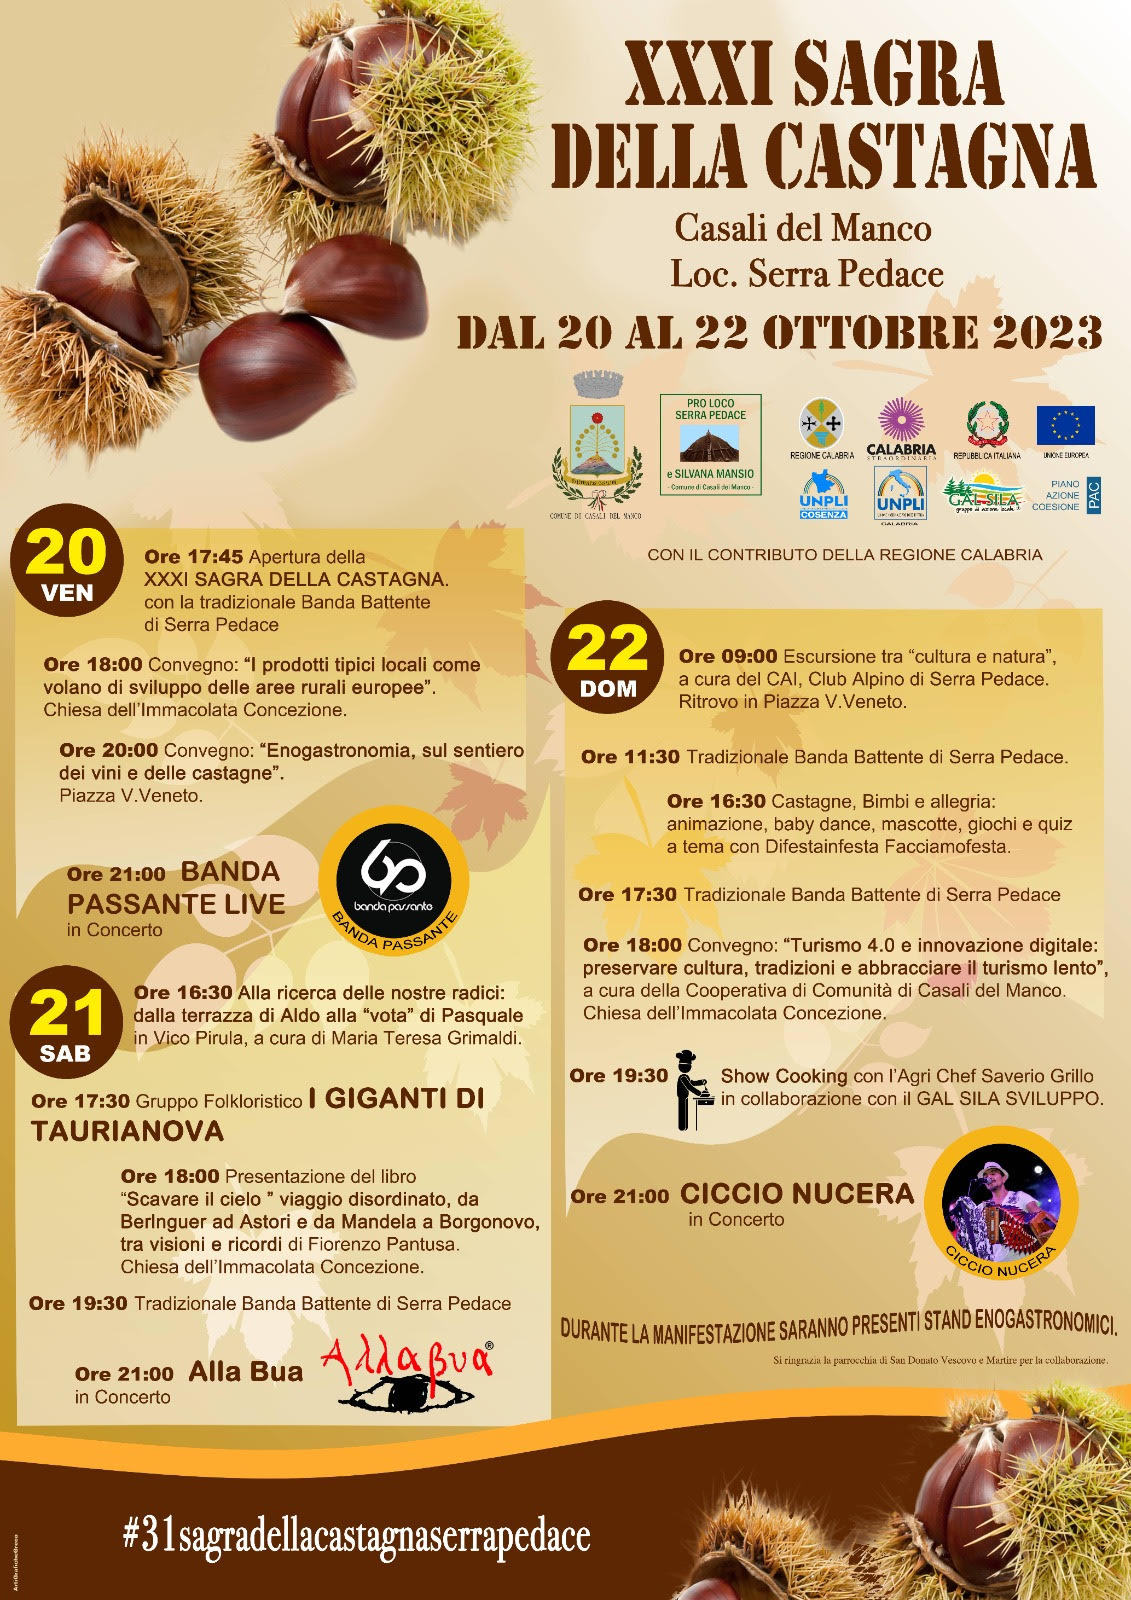 XXXI SAGRA
DELLA CASTAGNA
Casali del Manco
Loc. Serra Pedace
DAL 20 AL 22 OTTOBRE 2023
COMUNE DI CASALI DEL MANCO
PRO LOCO
SERRA PEDACE
e SILVANA MANSIO
- Comune di Casali del Manco -
REGIONE CALABRIA
CALABRIA
STRAORDINARIA
REPUBBLICA ITALIANA
UNIONE EUROPEA
UNPLI
COSENZA
UNPLI
CALABRIA
GAL SILA
gruppo di azione locale
PIANO
AZIONE
COESIONE
PAC
CON IL CONTRIBUTO DELLA REGIONE CALABRIA
20
VEN
Ore 17:45 Apertura della
XXXI SAGRA DELLA CASTAGNA.
con la tradizionale Banda Battente
di Serra Pedace
Ore 18:00 Convegno: “I prodotti tipici locali come
volano di sviluppo delle aree rurali europee”.
Chiesa dell’Immacolata Concezione.
Ore 20:00 Convegno: “Enogastronomia, sul sentiero
dei vini e delle castagne”.
Piazza V.Veneto.
Ore 21:00 BANDA
PASSANTE LIVE
in Concerto
banda passante
BANDA PASSANTE
21
SAB
Ore 16:30 Alla ricerca delle nostre radici:
dalla terrazza di Aldo alla “vota” di Pasquale
in Vico Pirula, a cura di Maria Teresa Grimaldi.
Ore 17:30 Gruppo Folkloristico I GIGANTI DI
TAURIANOVA
Ore 18:00 Presentazione del libro
“Scavare il cielo ” viaggio disordinato, da
BerInguer ad Astori e da Mandela a Borgonovo,
tra visioni e ricordi di Fiorenzo Pantusa.
Chiesa dell’Immacolata Concezione.
Ore 19:30 Tradizionale Banda Battente di Serra Pedace
Ore 21:00 Alla Bua
in Concerto
Allabua®
22
DOM
Ore 09:00 Escursione tra “cultura e natura”,
a cura del CAI, Club Alpino di Serra Pedace.
Ritrovo in Piazza V.Veneto.
Ore 11:30 Tradizionale Banda Battente di Serra Pedace.
Ore 16:30 Castagne, Bimbi e allegria:
animazione, baby dance, mascotte, giochi e quiz
a tema con Difestainfesta Facciamofesta.
Ore 17:30 Tradizionale Banda Battente di Serra Pedace
Ore 18:00 Convegno: “Turismo 4.0 e innovazione digitale:
preservare cultura, tradizioni e abbracciare il turismo lento”,
a cura della Cooperativa di Comunità di Casali del Manco.
Chiesa dell’Immacolata Concezione.
Ore 19:30 Show Cooking con l’Agri Chef Saverio Grillo
in collaborazione con il GAL SILA SVILUPPO.
Ore 21:00 CICCIO NUCERA
in Concerto
CICCIO NUCERA
DURANTE LA MANIFESTAZIONE SARANNO PRESENTI STAND ENOGASTRONOMICI.
Si ringrazia la parrocchia di San Donato Vescovo e Martire per la collaborazione.
#31sagradellacastagnaserrapedace